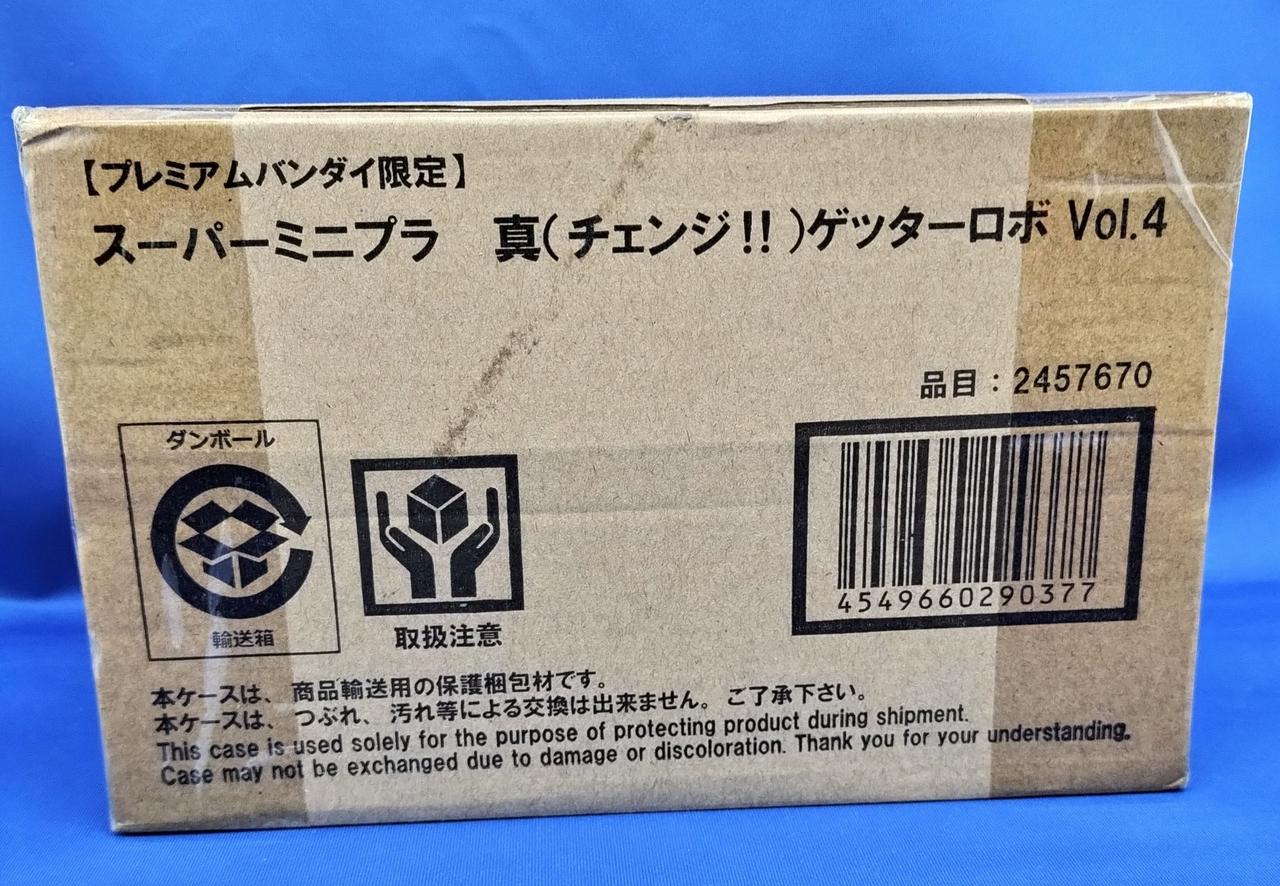 【プレミアムバンダイ限定】
スーパーミニプラ 真(チェンジ!!)ゲッターロボ Vol.4
品目:2457670
ダンボール
輸送箱
取扱注意
4549660290377
本ケースは、商品輸送用の保護梱包材です。
本ケースは、つぶれ、汚れ等による交換は出来ません。ご了承下さい。
This case is used solely for the purpose of protecting product during shipment.
Case may not be exchanged due to damage or discoloration. Thank you for your understanding.